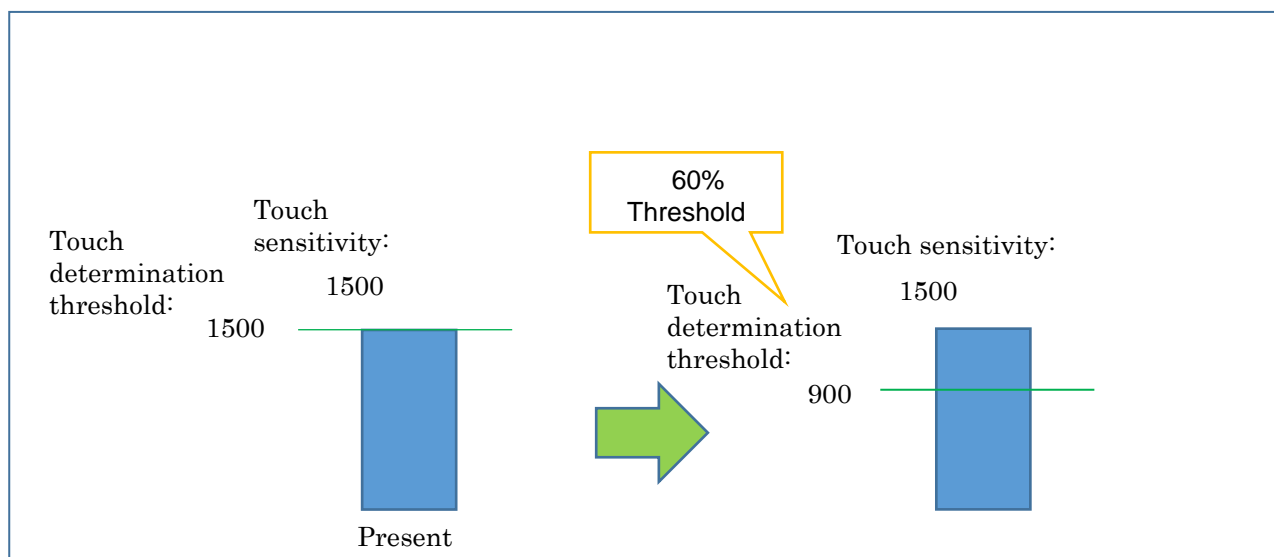 Touch
determination
threshold:
1500
Touch
sensitivity:
1500
Present
60%
Threshold
Touch
determination
threshold:
900
Touch sensitivity:
1500